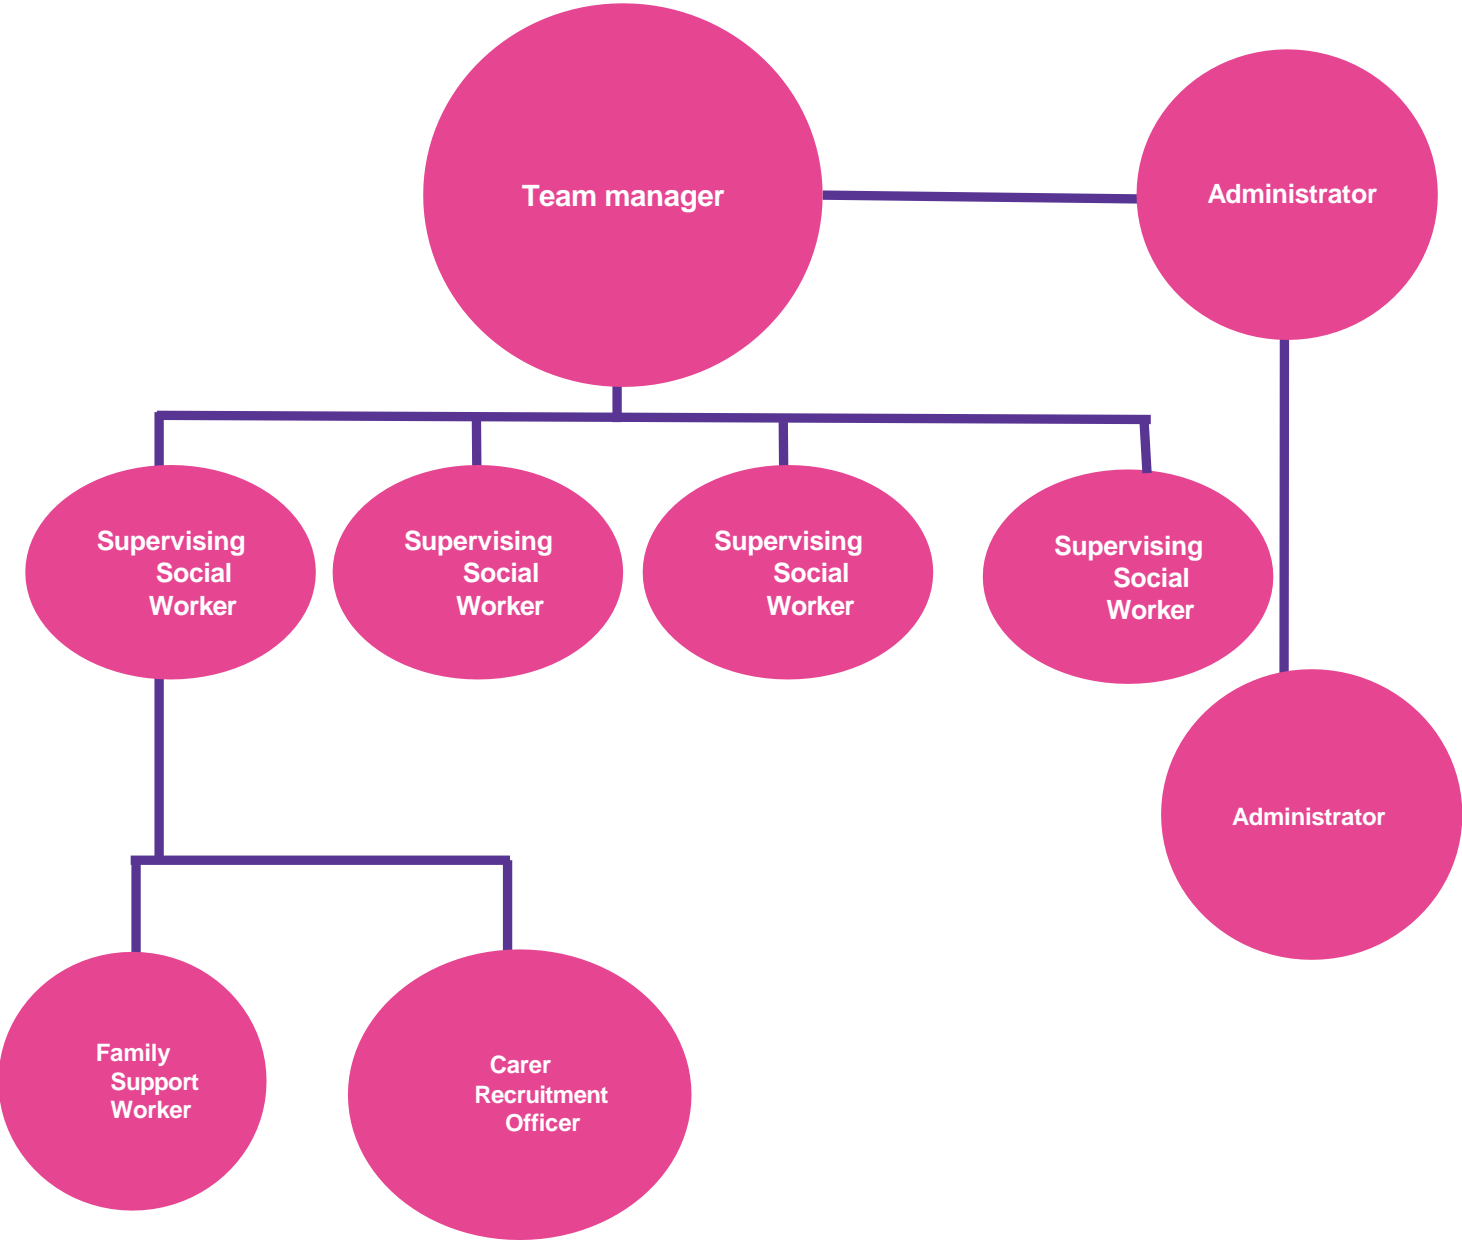 Team manager
Administrator
Supervising
Social
Worker
Supervising
Social
Worker
Supervising
Social
Worker
Supervising
Social
Worker
Administrator
Family
Support
Worker
Carer
Recruitment
Officer